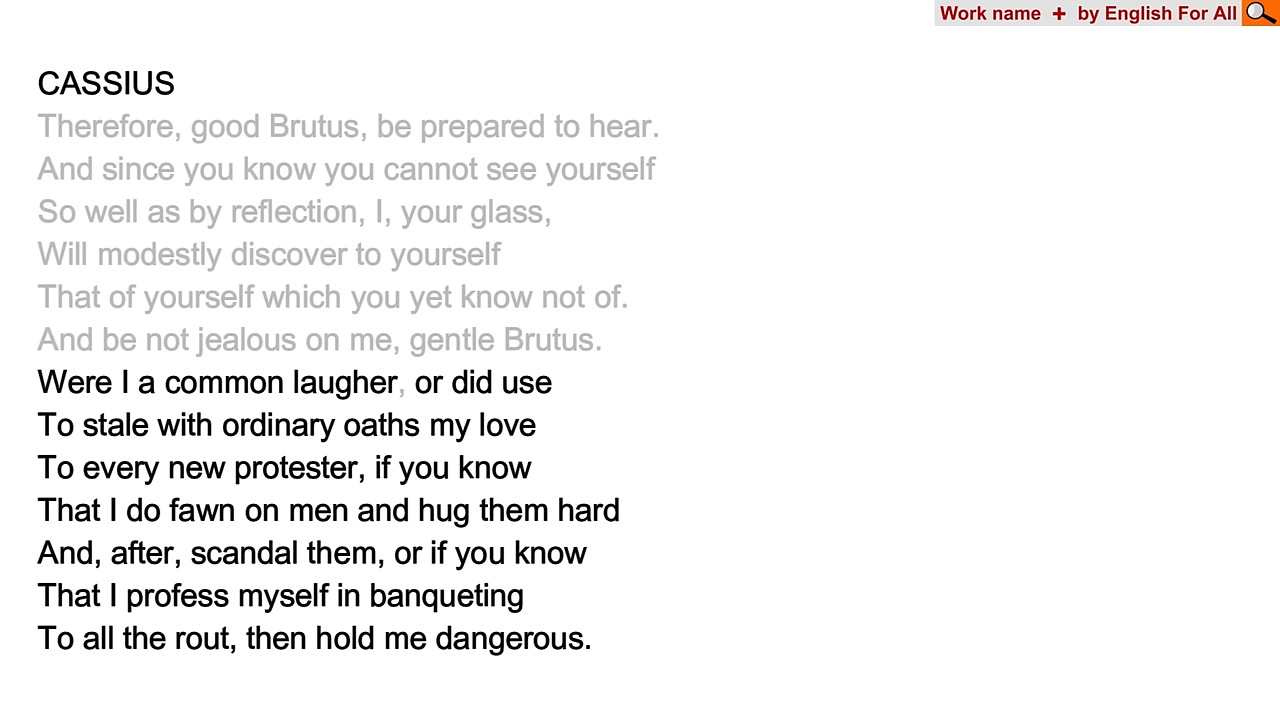 Work name + by English For All
CASSIUS
Therefore, good Brutus, be prepared to hear.
And since you know you cannot see yourself
So well as by reflection, I, your glass,
Will modestly discover to yourself
That of yourself which you yet know not of.
And be not jealous on me, gentle Brutus.
Were I a common laugher, or did use
To stale with ordinary oaths my love
To every new protester, if you know
That I do fawn on men and hug them hard
And, after, scandal them, or if you know
That I profess myself in banqueting
To all the rout, then hold me dangerous.